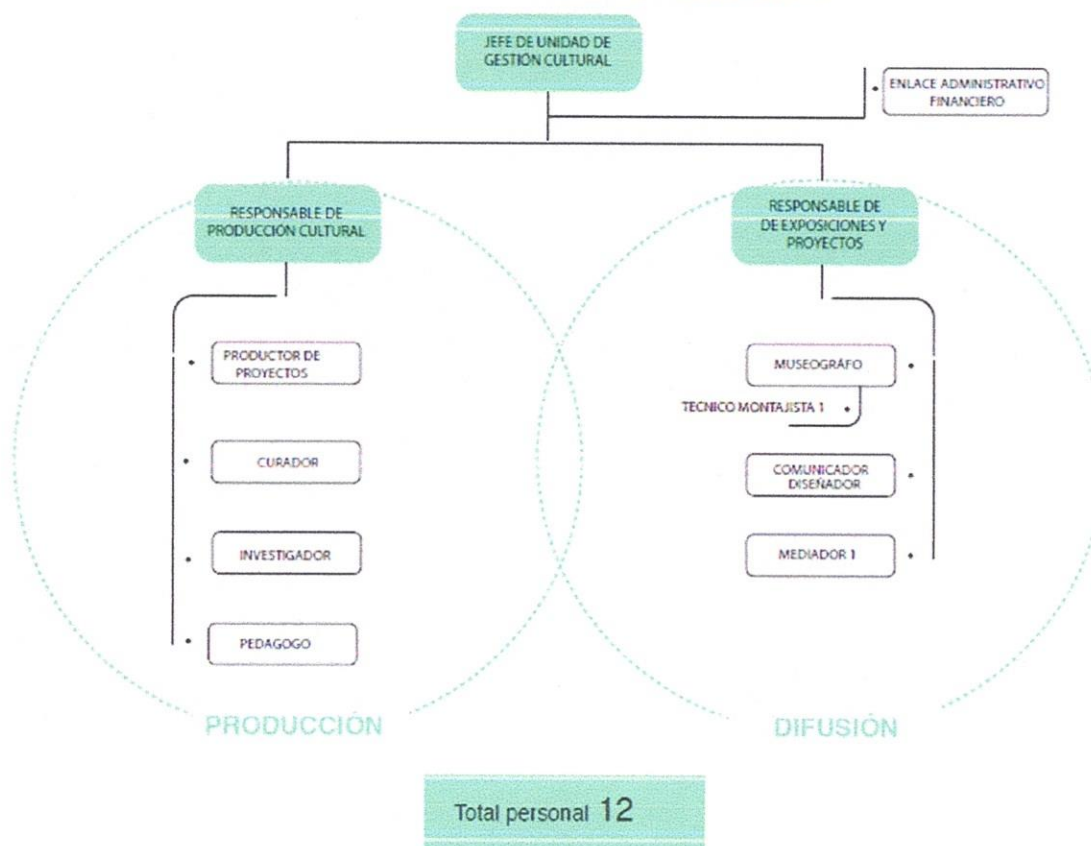 JEFE DE UNIDAD DE
GESTIÓN CULTURAL
ENLACE ADMINISTRATIVO
FINANCIERO
RESPONSABLE DE
PRODUCCIÓN CULTURAL
RESPONSABLE DE
DE EXPOSICIONES Y
PROYECTOS
PRODUCTOR DE
PROYECTOS
CURADOR
INVESTIGADOR
PEDAGOGO
MUSEOGRÁFO
TECNICO MONTAJISTA 1
COMUNICADOR
DISEÑADOR
MEDIADOR 1
PRODUCCIÓN
DIFUSIÓN
Total personal 12